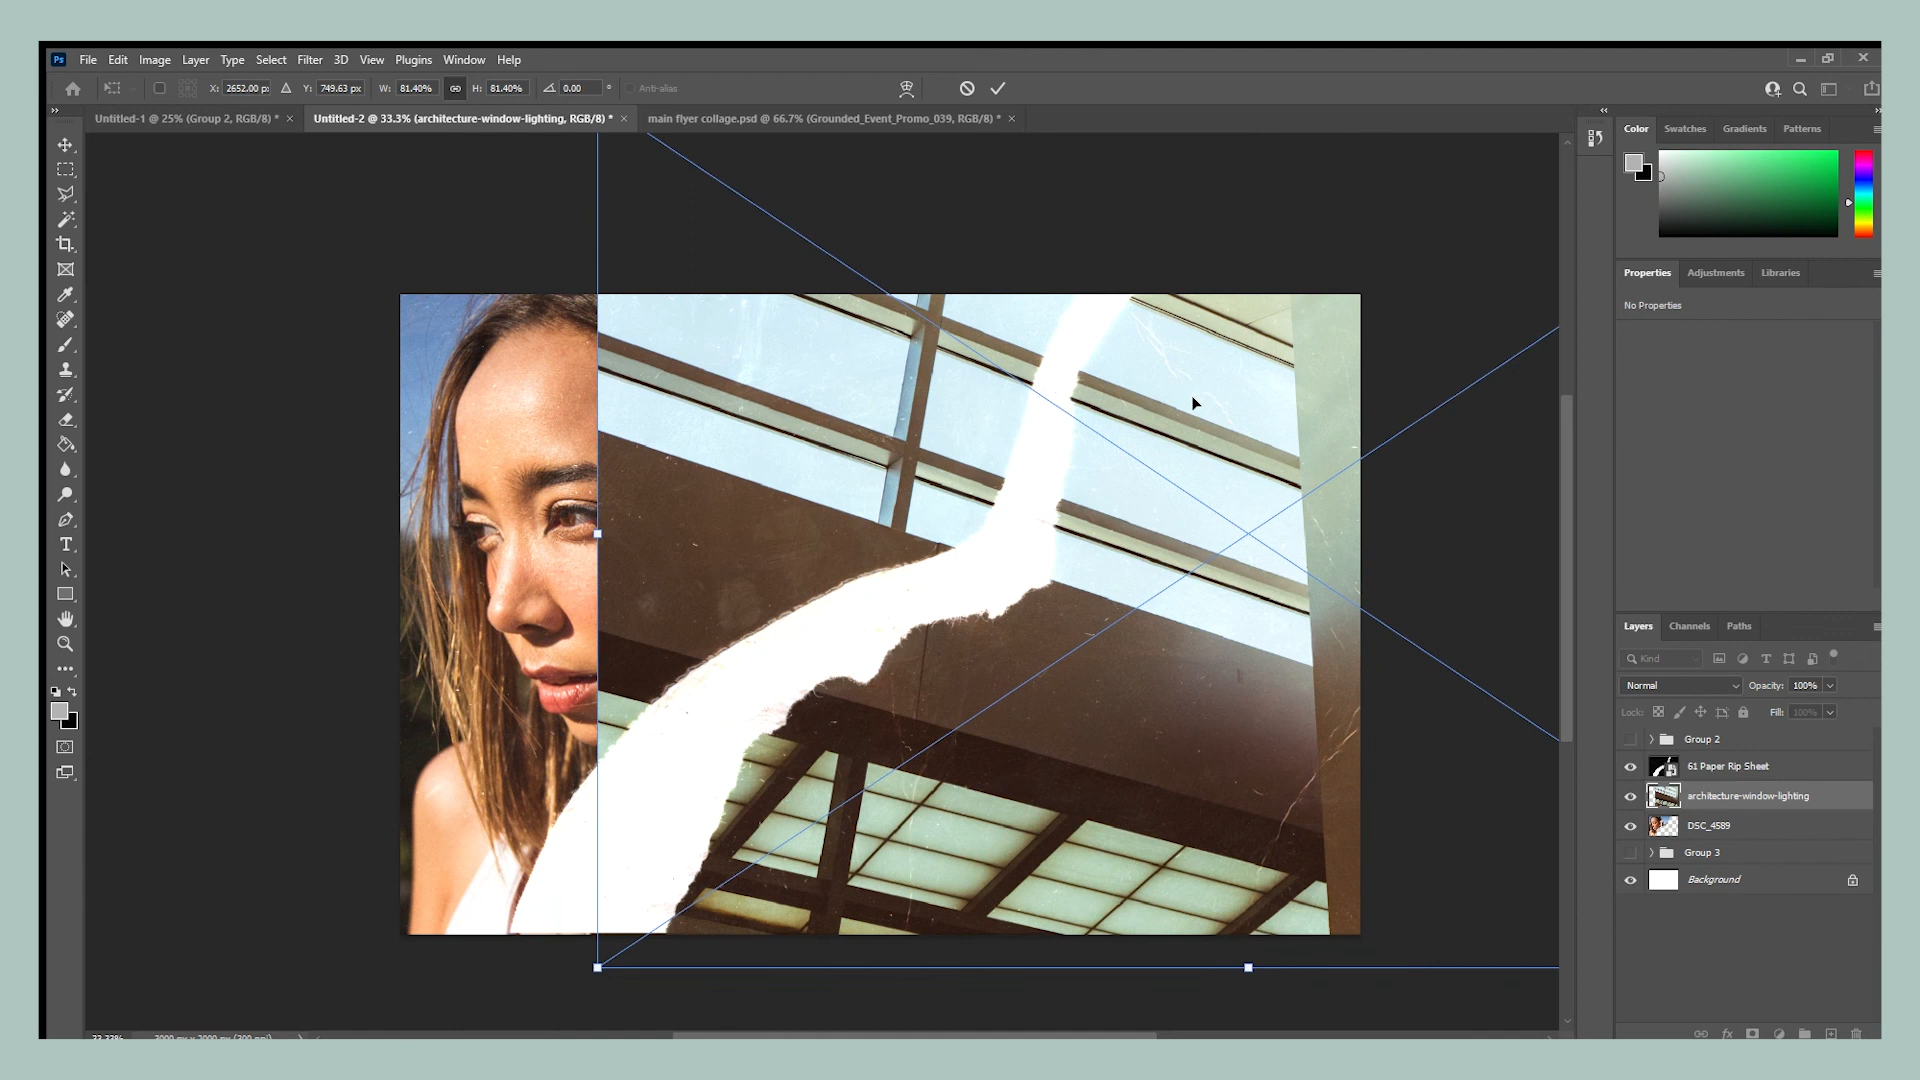 Ps File Edit Image Layer Type Select Filter 3D View Plugins Window Help
X: 2652.00 p: Y: 749.63 px W: 81.40% H: 81.40% 0.00 ° Anti-alias
Untitled-1 @ 25% (Group 2, RGB/8) * Untitled-2 @ 33.3% (architecture-window-lighting, RGB/8) * main flyer collage.psd @ 66.7% (Grounded_Event_Promo_039, RGB/8) *
Color Swatches Gradients Patterns
Properties Adjustments Libraries
No Properties
Layers Channels Paths
Kind
Normal Opacity: 100%
Lock: Fill: 100%
Group 2
61 Paper Rip Sheet
architecture-window-lighting
DSC_4589
Group 3
Background
fx